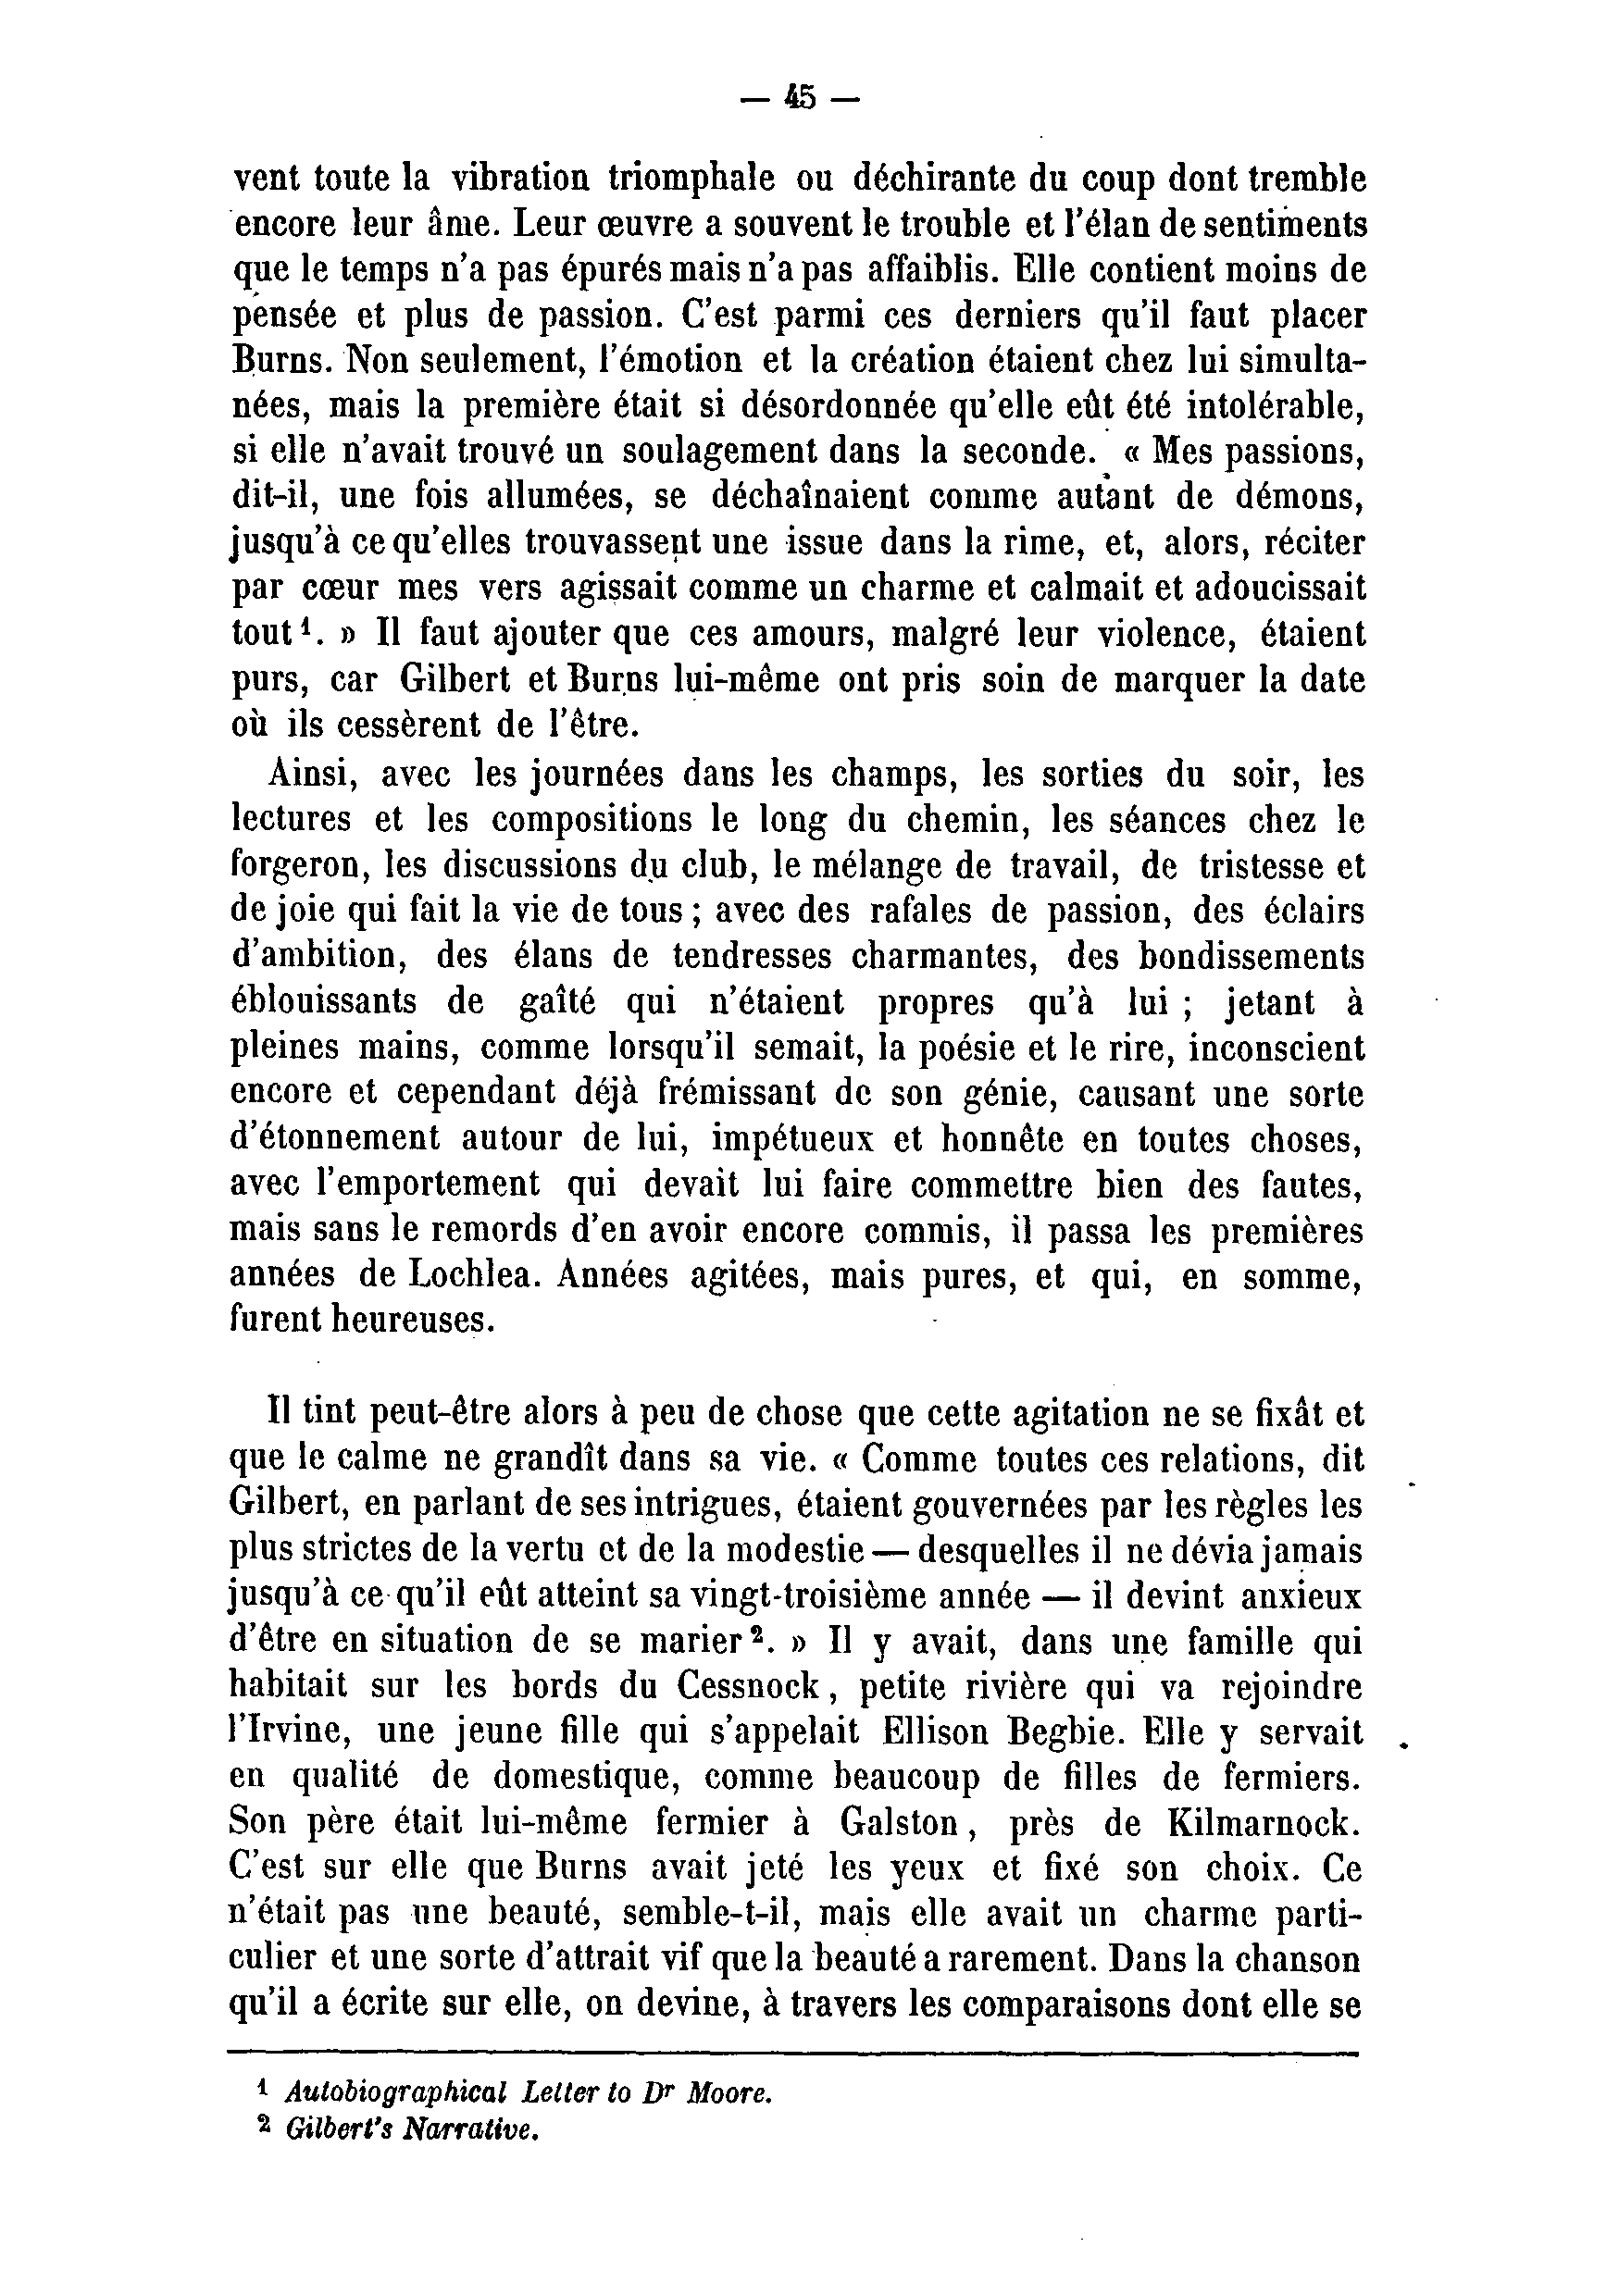 — 45 —
vent toute la vibration triomphale ou déchirante du coup dont tremble
encore leur âme. Leur œuvre a souvent le trouble et l'élan de sentiments
que le temps n'a pas épurés mais n'a pas affaiblis. Elle contient moins de
pensée et plus de passion. C'est parmi ces derniers qu'il faut placer
Burns. Non seulement, l'émotion et la création étaient chez lui simulta-
nées, mais la première était si désordonnée qu'elle eût été intolérable,
si elle n'avait trouvé un soulagement dans la seconde. « Mes passions,
dit-il, une fois allumées, se déchaînaient comme autant de démons,
jusqu'à ce qu'elles trouvassent une issue dans la rime, et, alors, réciter
par cœur mes vers agissait comme un charme et calmait et adoucissait
tout¹. » Il faut ajouter que ces amours, malgré leur violence, étaient
purs, car Gilbert et Burns lui-même ont pris soin de marquer la date
où ils cessèrent de l'être.
Ainsi, avec les journées dans les champs, les sorties du soir, les
lectures et les compositions le long du chemin, les séances chez le
forgeron, les discussions du club, le mélange de travail, de tristesse et
de joie qui fait la vie de tous ; avec des rafales de passion, des éclairs
d'ambition, des élans de tendresses charmantes, des bondissements
éblouissants de gaîté qui n'étaient propres qu'à lui ; jetant à
pleines mains, comme lorsqu'il semait, la poésie et le rire, inconscient
encore et cependant déjà frémissant de son génie, causant une sorte
d'étonnement autour de lui, impétueux et honnête en toutes choses,
avec l'emportement qui devait lui faire commettre bien des fautes,
mais sans le remords d'en avoir encore commis, il passa les premières
années de Lochlea. Années agitées, mais pures, et qui, en somme,
furent heureuses.
Il tint peut-être alors à peu de chose que cette agitation ne se fixât et
que le calme ne grandît dans sa vie. « Comme toutes ces relations, dit
Gilbert, en parlant de ses intrigues, étaient gouvernées par les règles les
plus strictes de la vertu et de la modestie — desquelles il ne dévia jamais
jusqu'à ce qu'il eût atteint sa vingt-troisième année — il devint anxieux
d'être en situation de se marier². » Il y avait, dans une famille qui
habitait sur les bords du Cessnock, petite rivière qui va rejoindre
l'Irvine, une jeune fille qui s'appelait Ellison Begbie. Elle y servait
en qualité de domestique, comme beaucoup de filles de fermiers.
Son père était lui-même fermier à Galston, près de Kilmarnock.
C'est sur elle que Burns avait jeté les yeux et fixé son choix. Ce
n'était pas une beauté, semble-t-il, mais elle avait un charme parti-
culier et une sorte d'attrait vif que la beauté a rarement. Dans la chanson
qu'il a écrite sur elle, on devine, à travers les comparaisons dont elle se
¹ Autobiographical Letter to Dr Moore.
² Gilbert's Narrative.